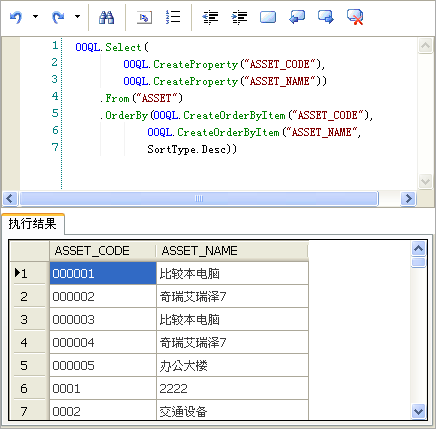 1 OOQL.Select(
2 OOQL.CreateProperty("ASSET_CODE"),
3 OOQL.CreateProperty("ASSET_NAME"))
4 .From("ASSET")
5 .OrderBy(OOQL.CreateOrderByItem("ASSET_CODE"),
6 OOQL.CreateOrderByItem("ASSET_NAME",
7 SortType.Desc))
执行结果
ASSET_CODE ASSET_NAME
1 000001 比较本电脑
2 000002 奇瑞艾瑞泽7
3 000003 比较本电脑
4 000004 奇瑞艾瑞泽7
5 000005 办公大楼
6 0001 2222
7 0002 交通设备